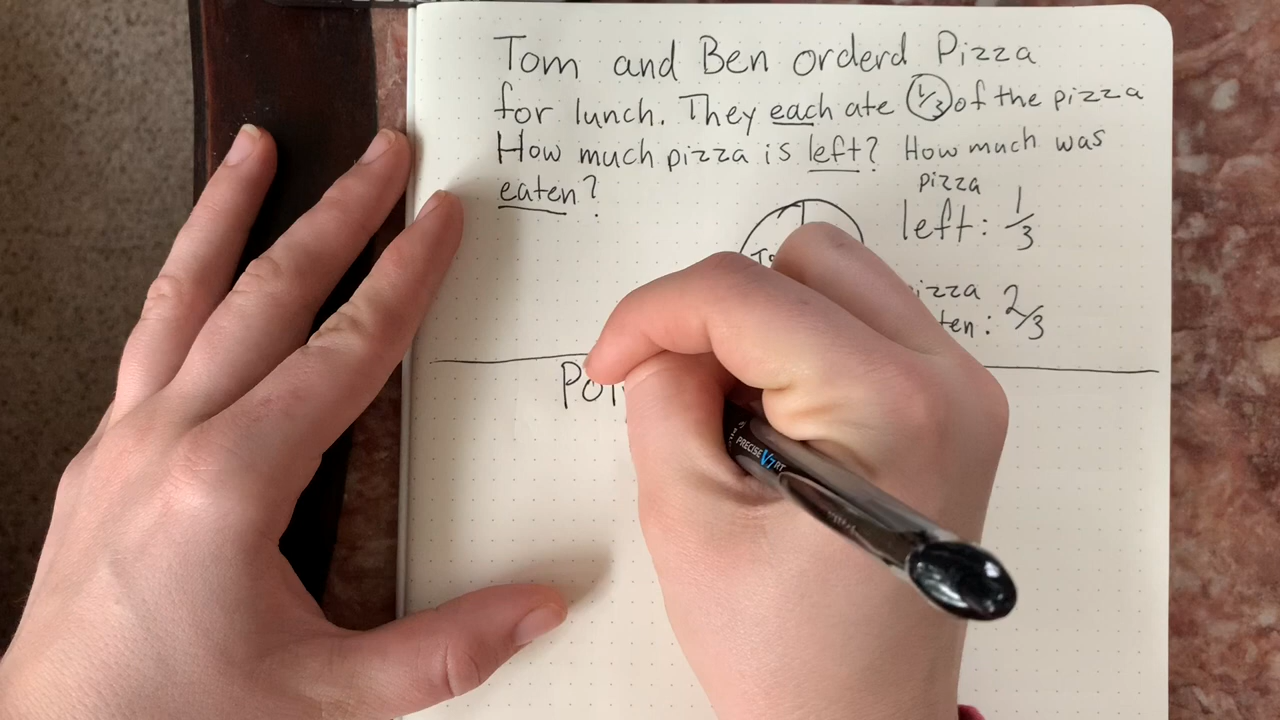 Tom and Ben orderd Pizza
for lunch. They each ate 1/3 of the pizza
How much pizza is left? How much was
eaten?
pizza
left: 1/3
2/3
PRECISE V7 RT